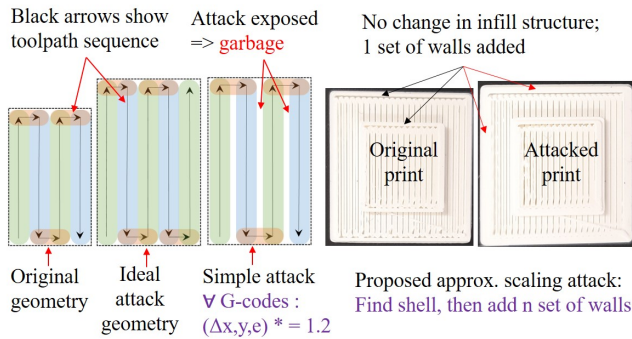 Black arrows show
toolpath sequence
Attack exposed
=> garbage
No change in infill structure;
1 set of walls added
Original
print
Attacked
print
Original
geometry
Ideal
attack
geometry
Simple attack
∀ G-codes :
(Δx,y,e) * = 1.2
Proposed approx. scaling attack:
Find shell, then add n set of walls